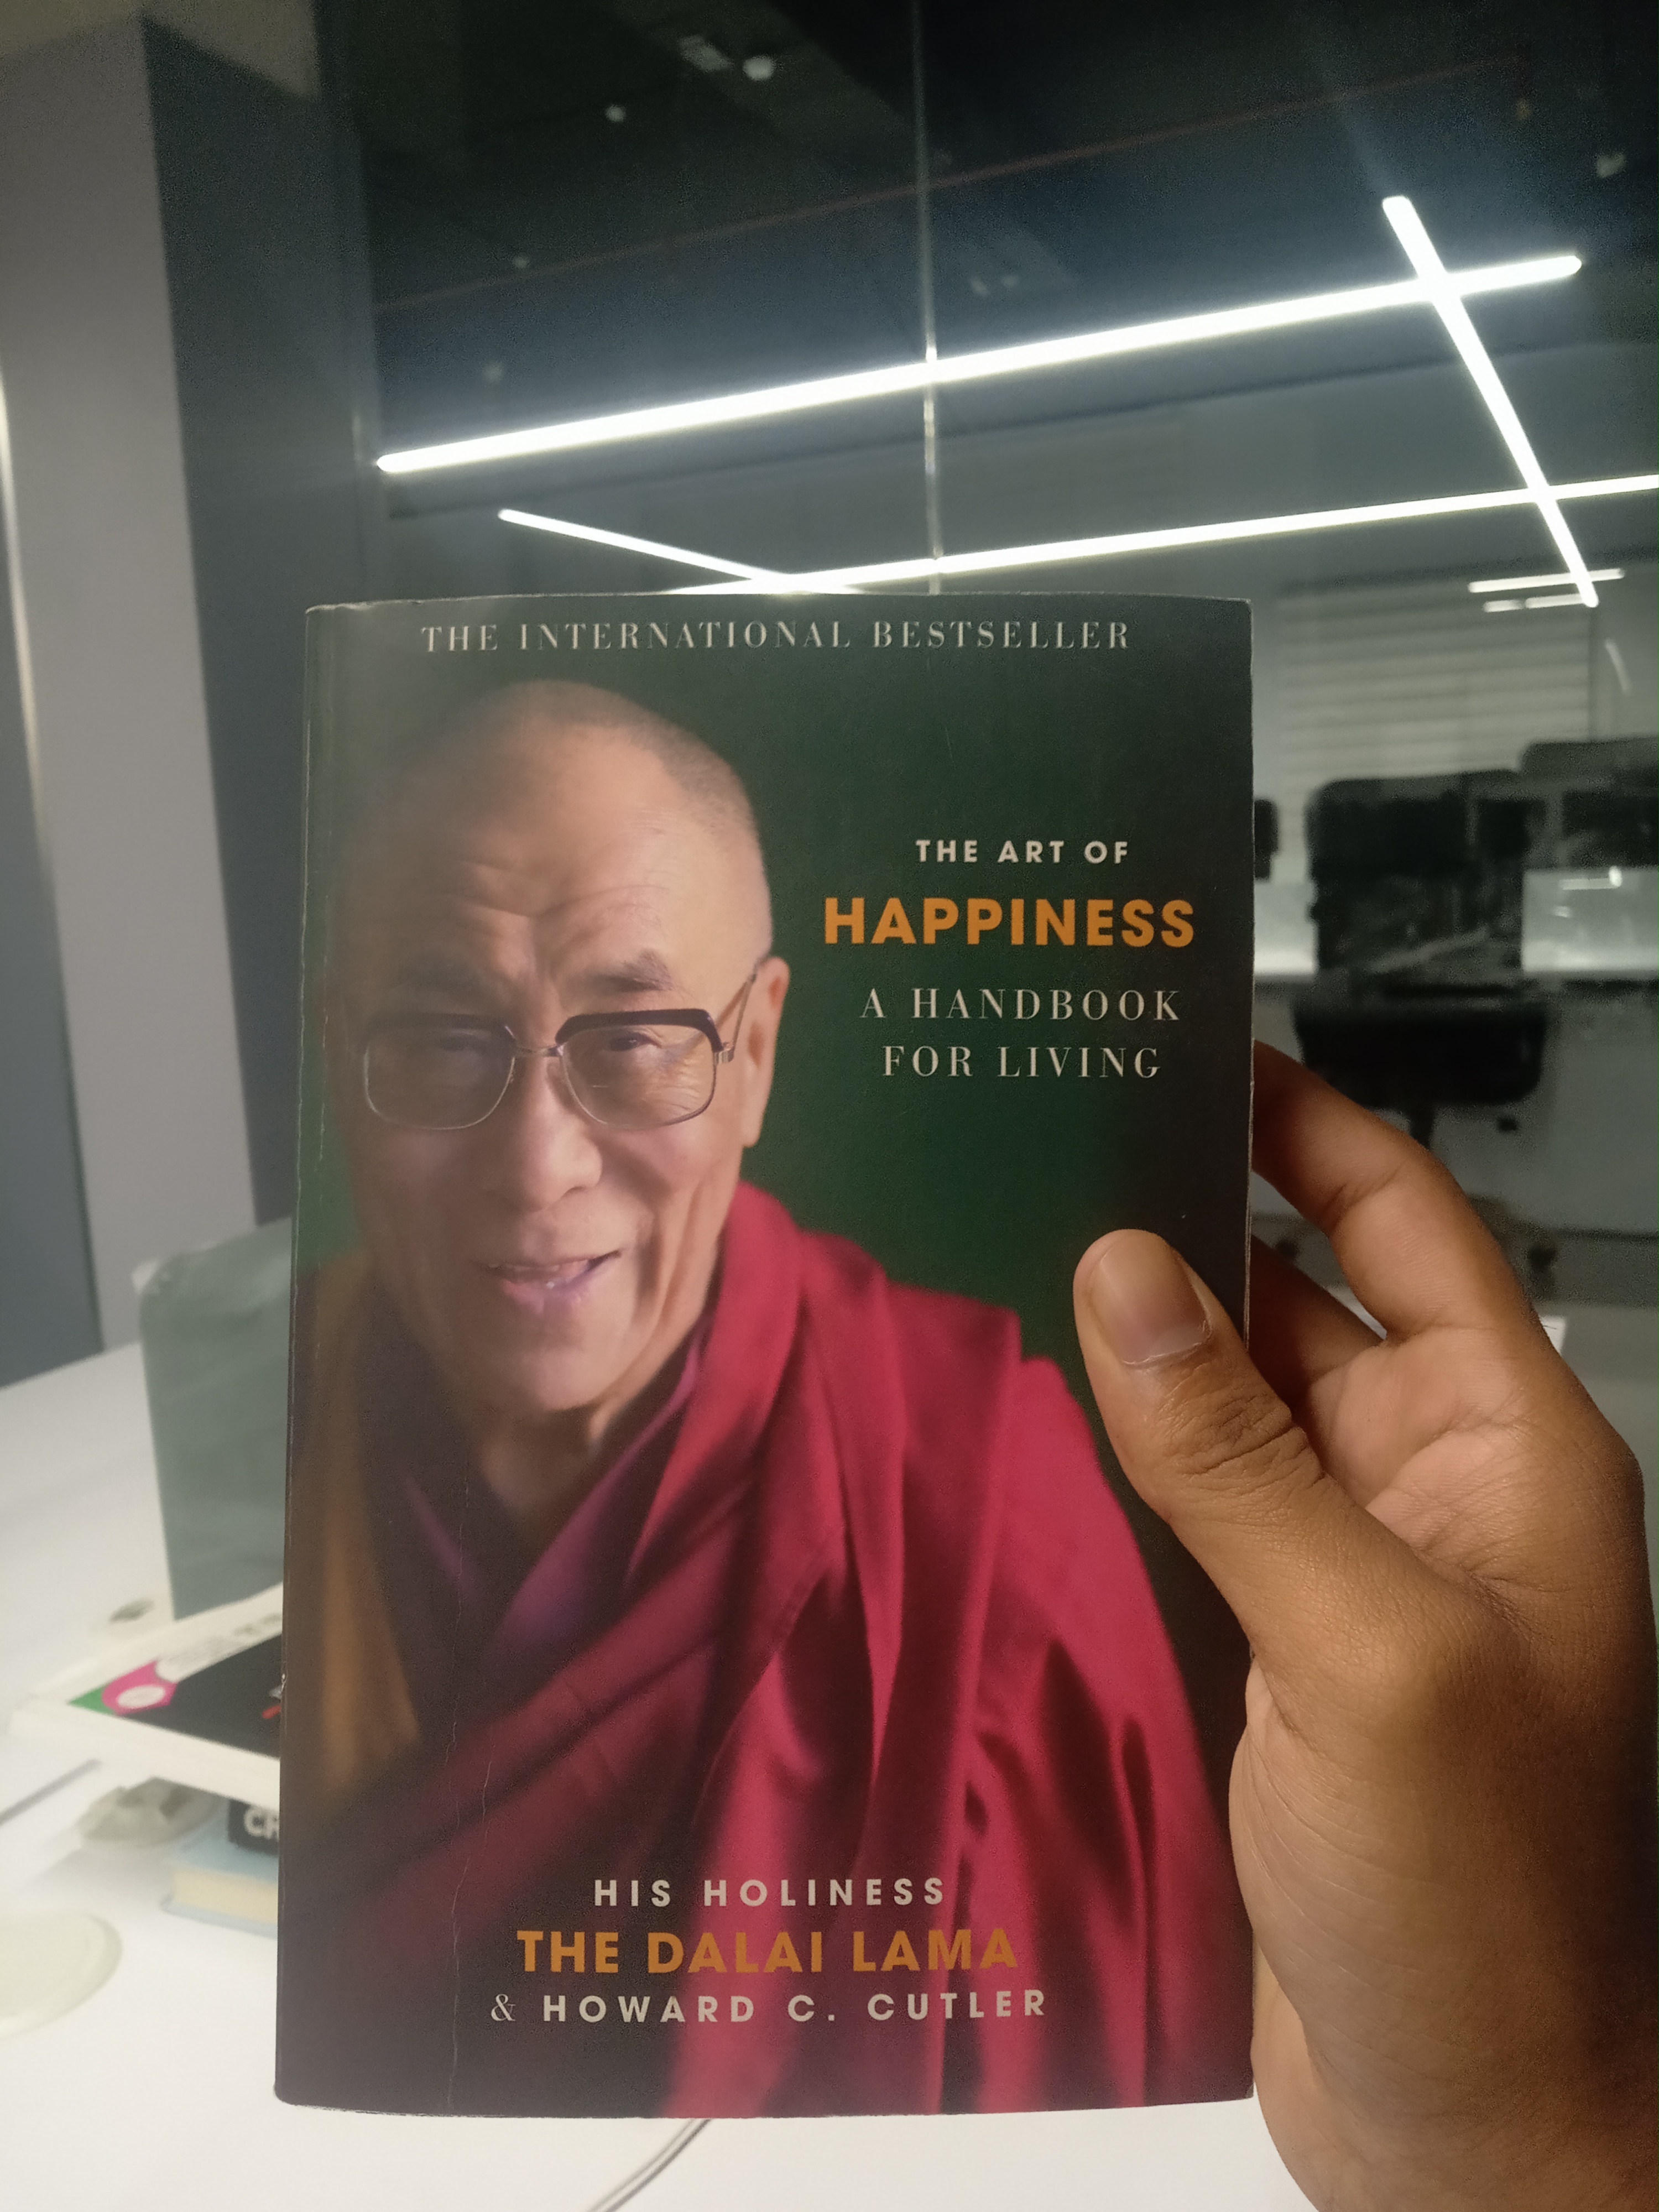 THE INTERNATIONAL BESTSELLER
THE ART OF
HAPPINESS
A HANDBOOK
FOR LIVING
HIS HOLINESS
THE DALAI LAMA
& HOWARD C. CUTLER